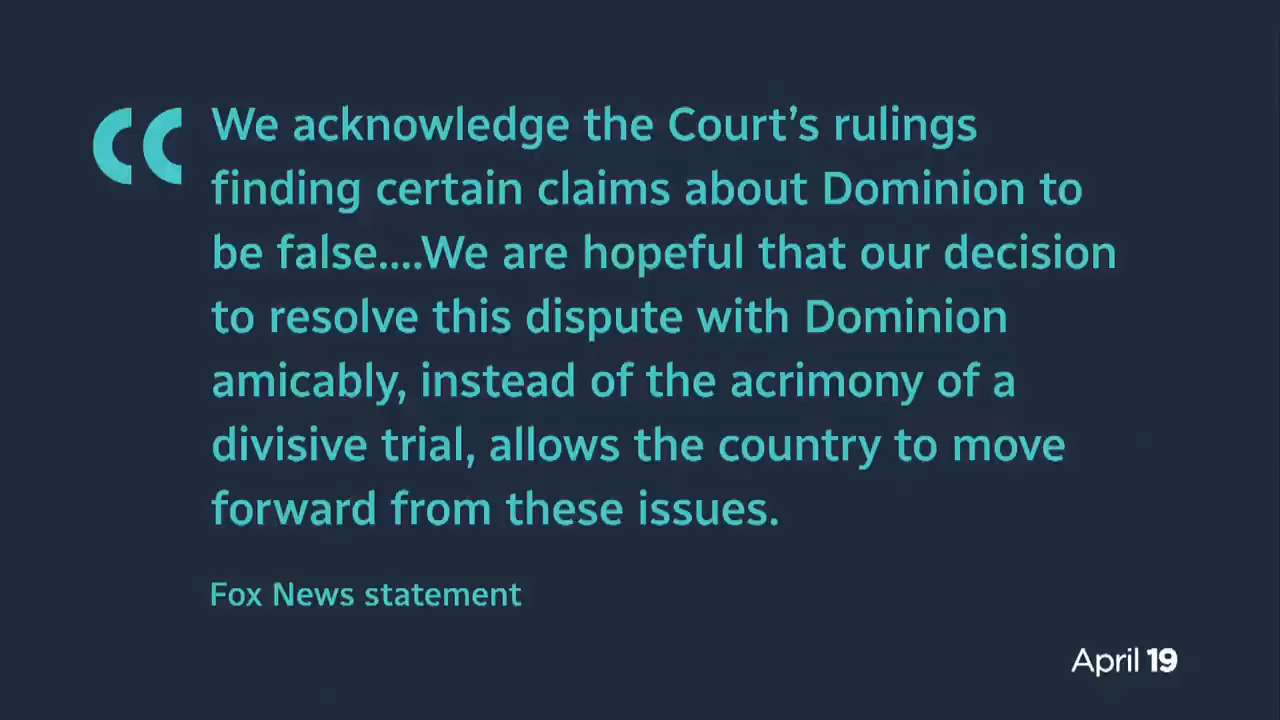 We acknowledge the Court’s rulings
finding certain claims about Dominion to
be false....We are hopeful that our decision
to resolve this dispute with Dominion
amicably, instead of the acrimony of a
divisive trial, allows the country to move
forward from these issues.
Fox News statement
April 19